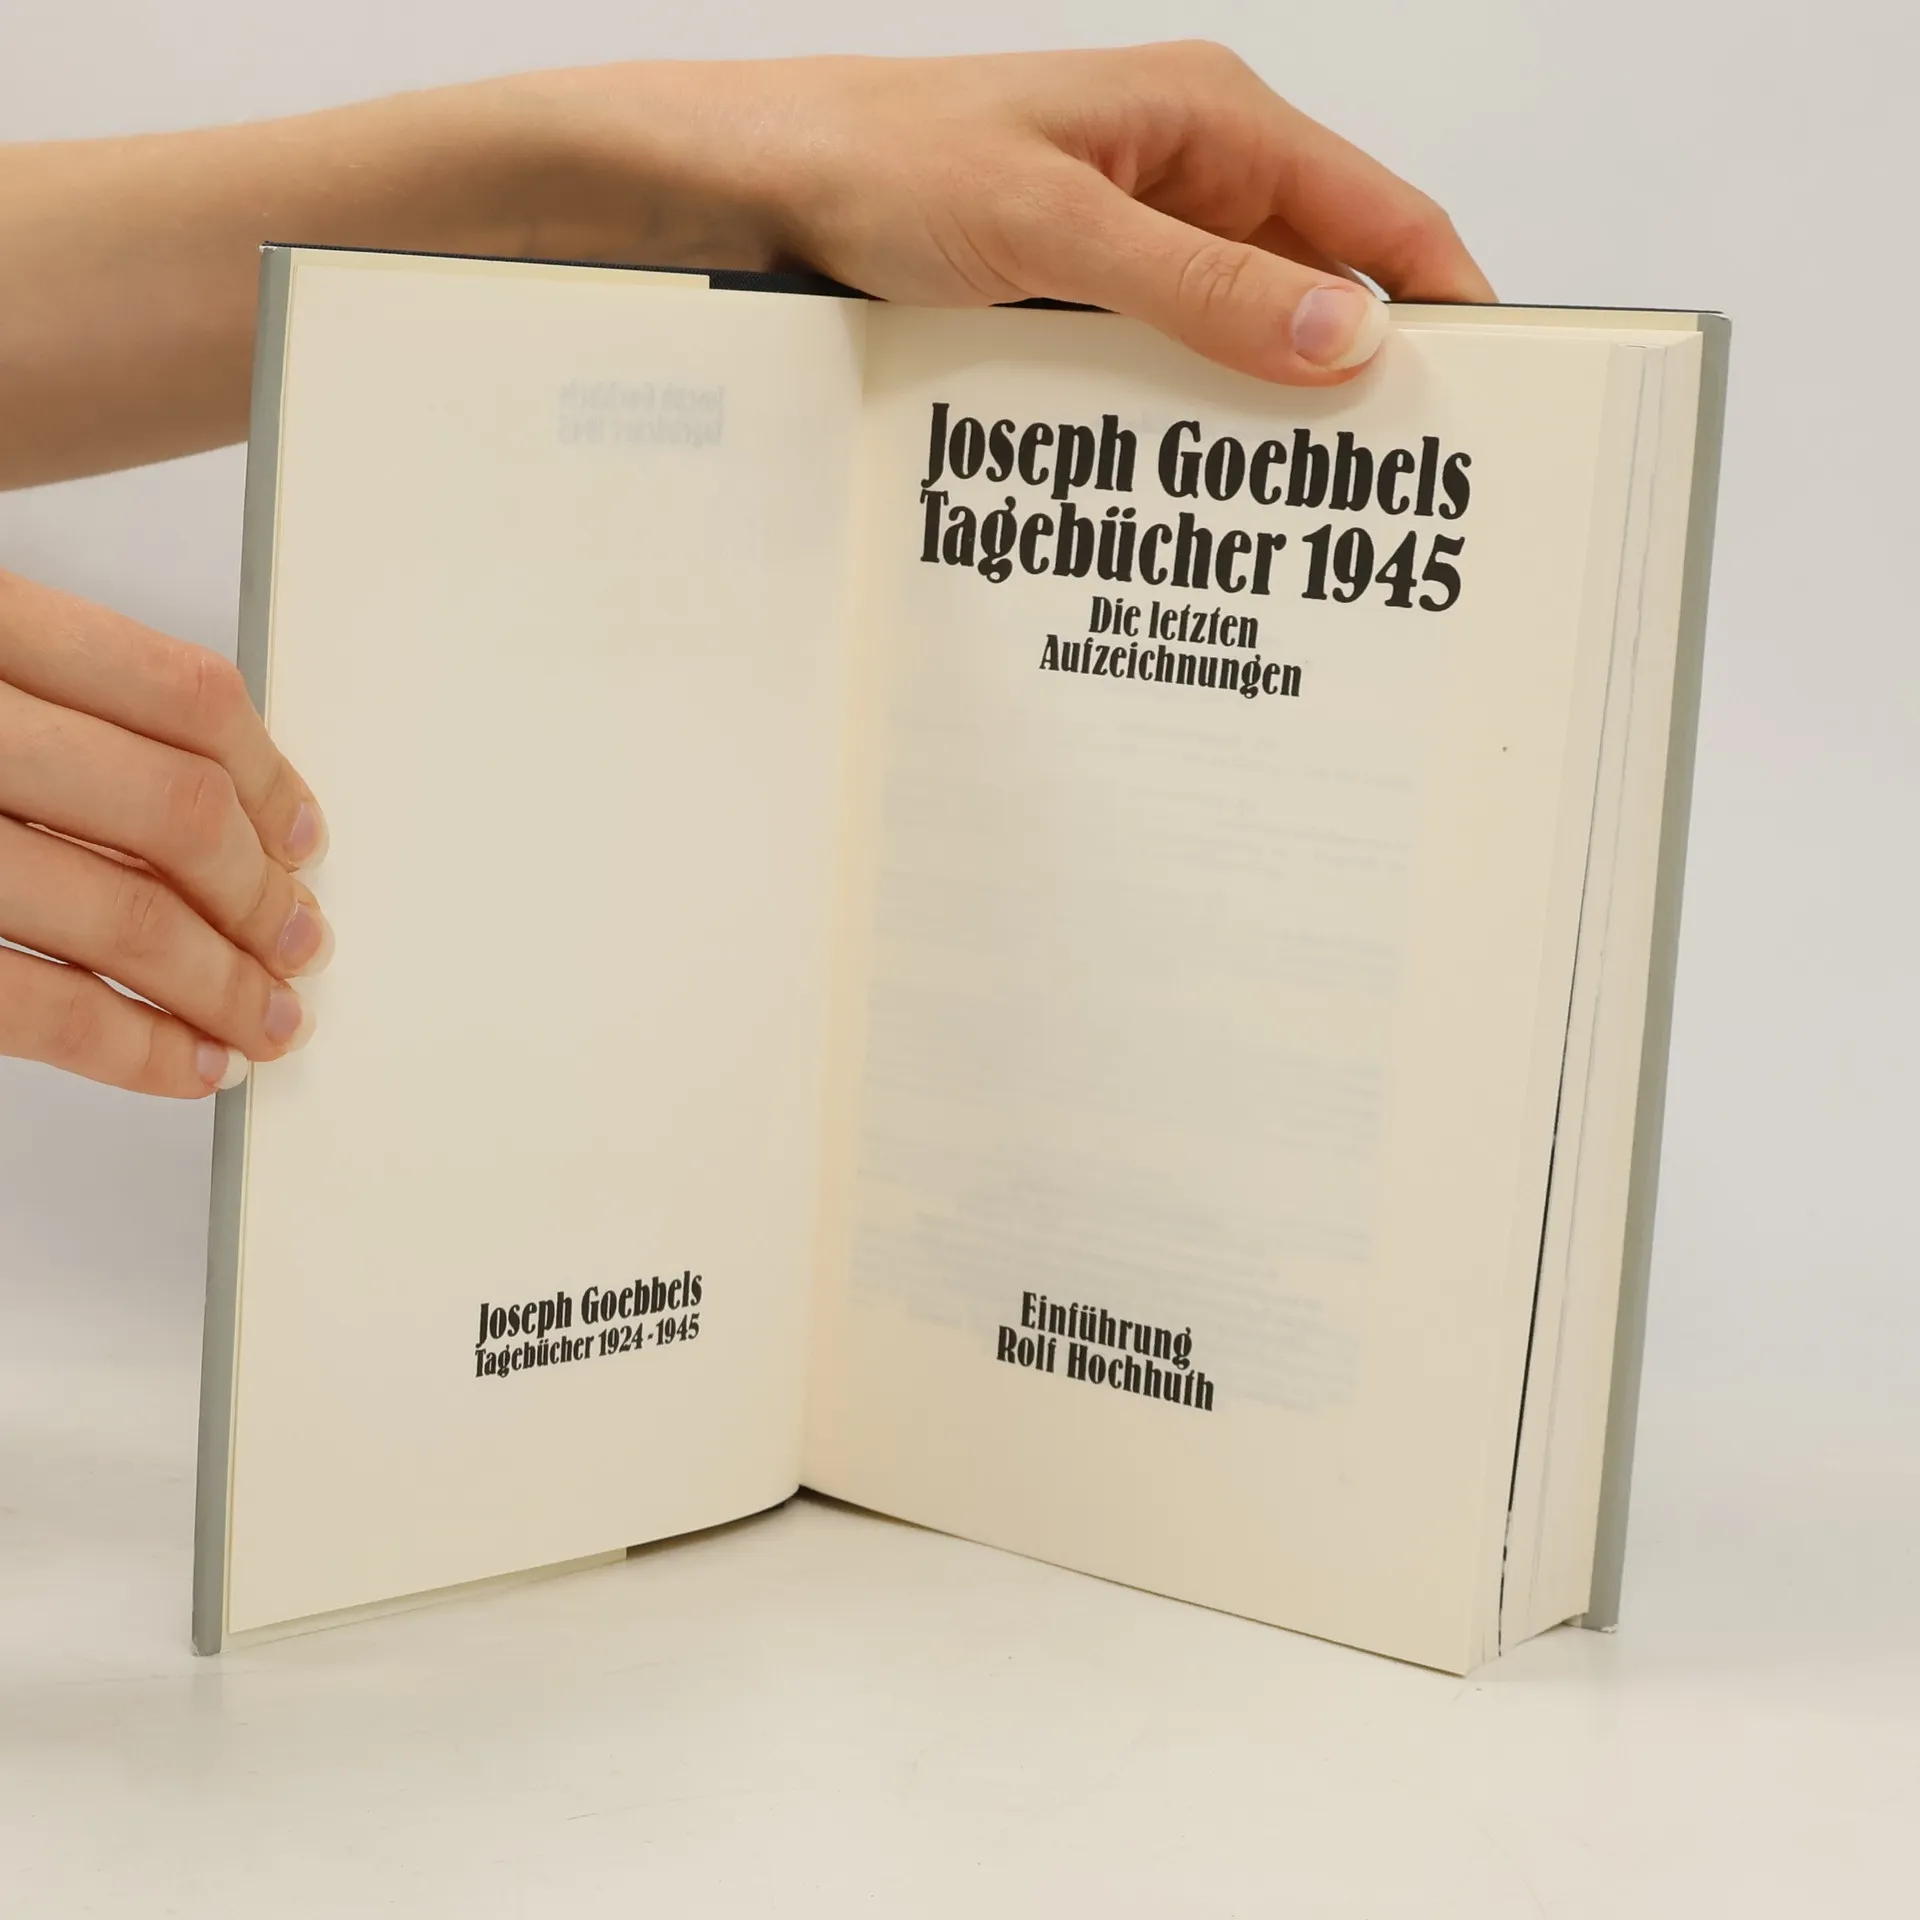 Joseph Goebbels
Tagebücher 1924-1945
Joseph Goebbels
Tagebücher 1945
Die letzten
Aufzeichnungen
Einführung
Rolf Hochhuth